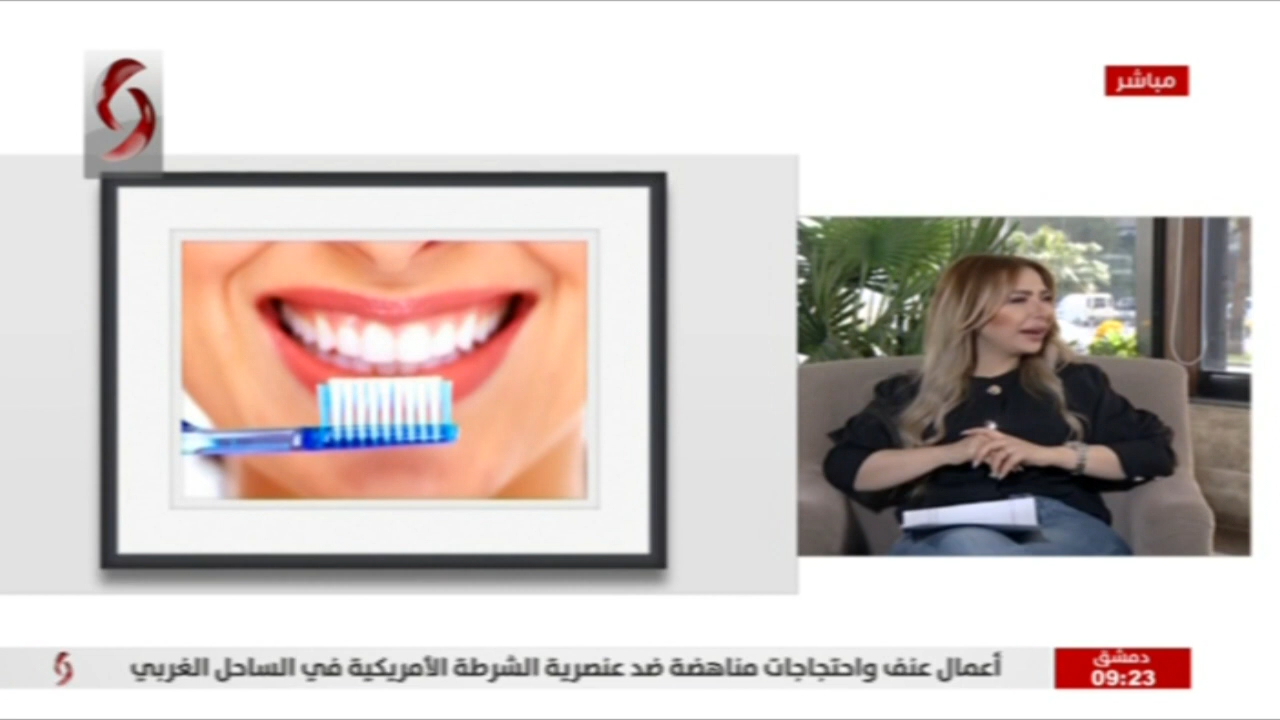 مباشر
أعمال عنف واحتجاجات مناهضة ضد عنصرية الشرطة الأمريكية في الساحل الغربي
دمشق
09:23